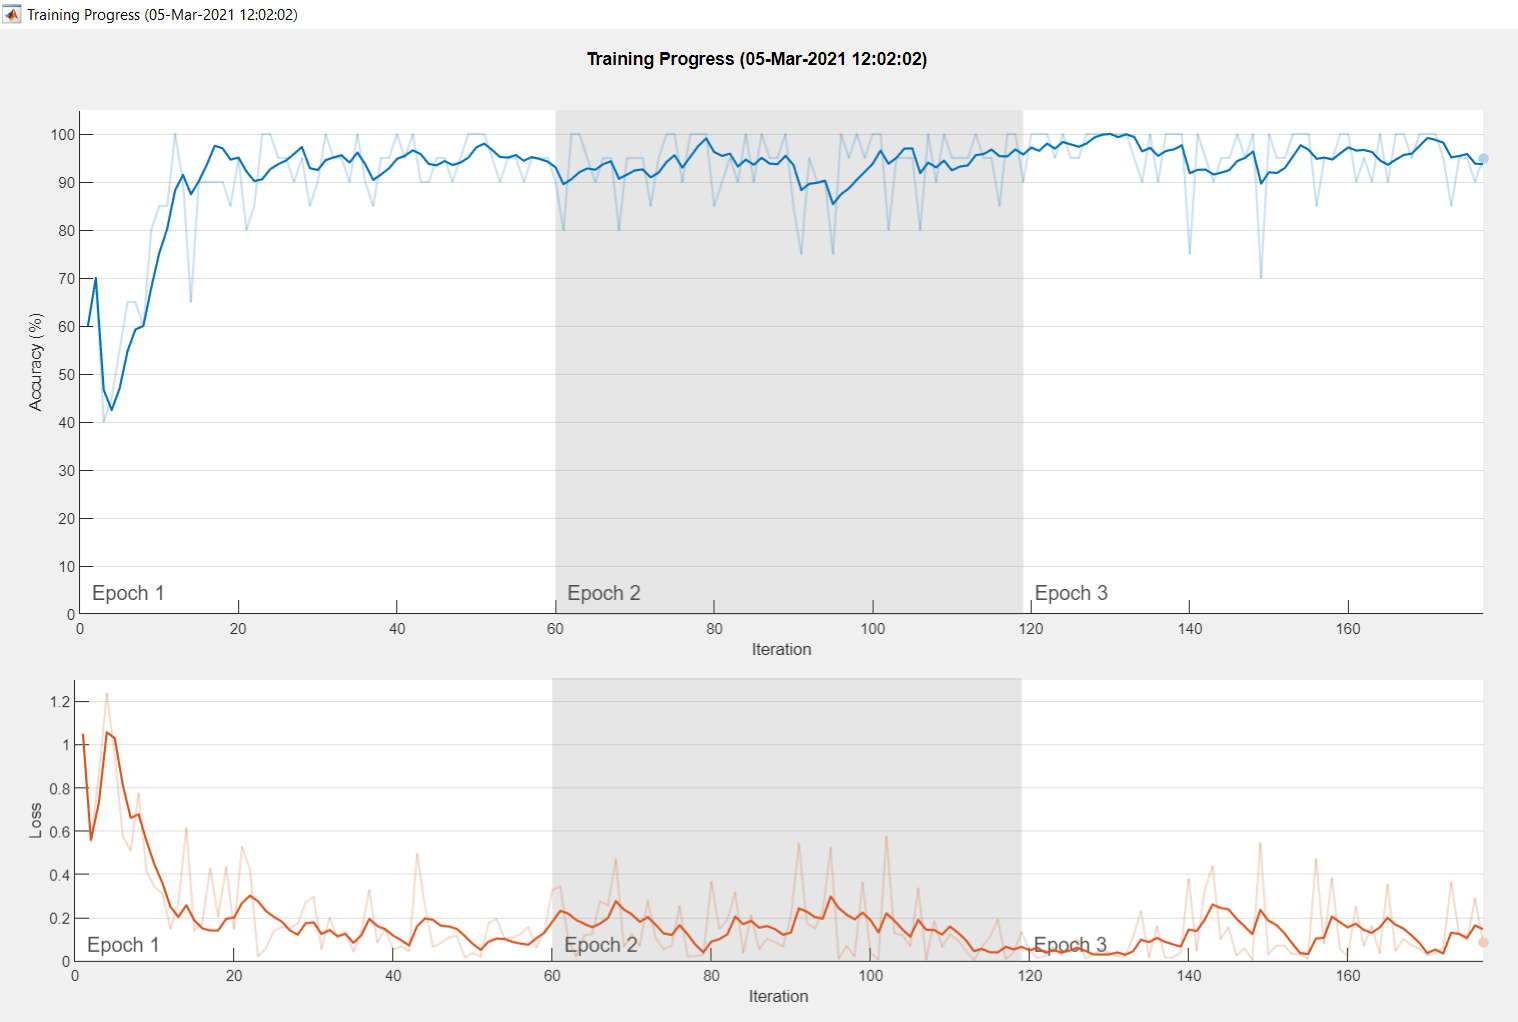 Training Progress (05-Mar-2021 12:02:02)
Training Progress (05-Mar-2021 12:02:02)
100
90
80
70
60
50
40
30
20
10
0
Accuracy (%)
Epoch 1 Epoch 2 Epoch 3
0 20 40 60 80 100 120 140 160
Iteration
1.2
1
0.8
0.6
0.4
0.2
0
Loss
Epoch 1 Epoch 2 Epoch 3
0 20 40 60 80 100 120 140 160
Iteration